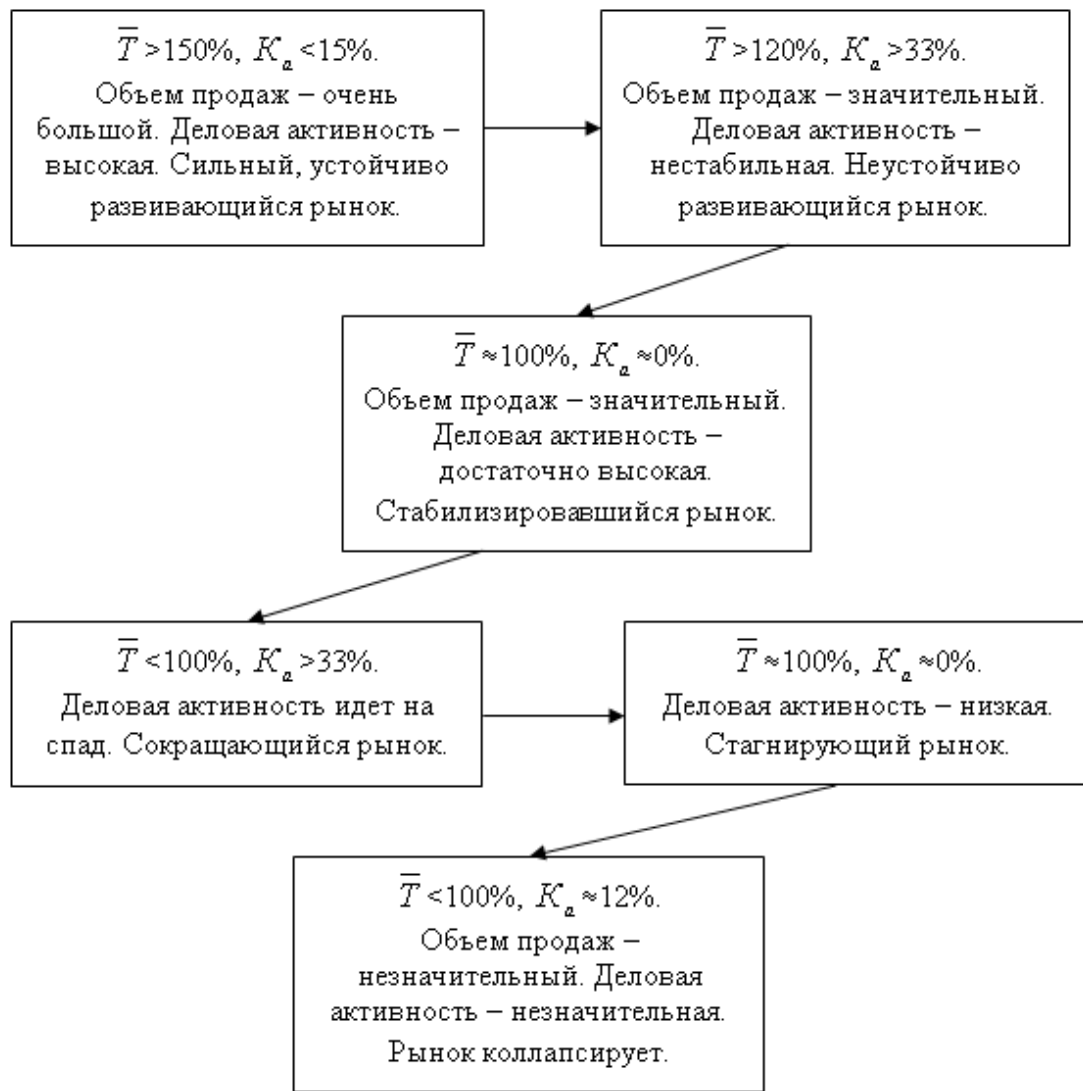 T̅ >150%, Kₐ <15%.
Объем продаж – очень
большой. Деловая активность –
высокая. Сильный, устойчиво
развивающийся рынок.
T̅ >120%, Kₐ >33%.
Объем продаж – значительный.
Деловая активность –
нестабильная. Неустойчиво
развивающийся рынок.
T̅ ≈100%, Kₐ ≈0%.
Объем продаж – значительный.
Деловая активность –
достаточно высокая.
Стабилизировавшийся рынок.
T̅ <100%, Kₐ >33%.
Деловая активность идет на
спад. Сокращающийся рынок.
T̅ ≈100%, Kₐ ≈0%.
Деловая активность – низкая.
Стагнирующий рынок.
T̅ <100%, Kₐ ≈12%.
Объем продаж –
незначительный. Деловая
активность – незначительная.
Рынок коллапсирует.